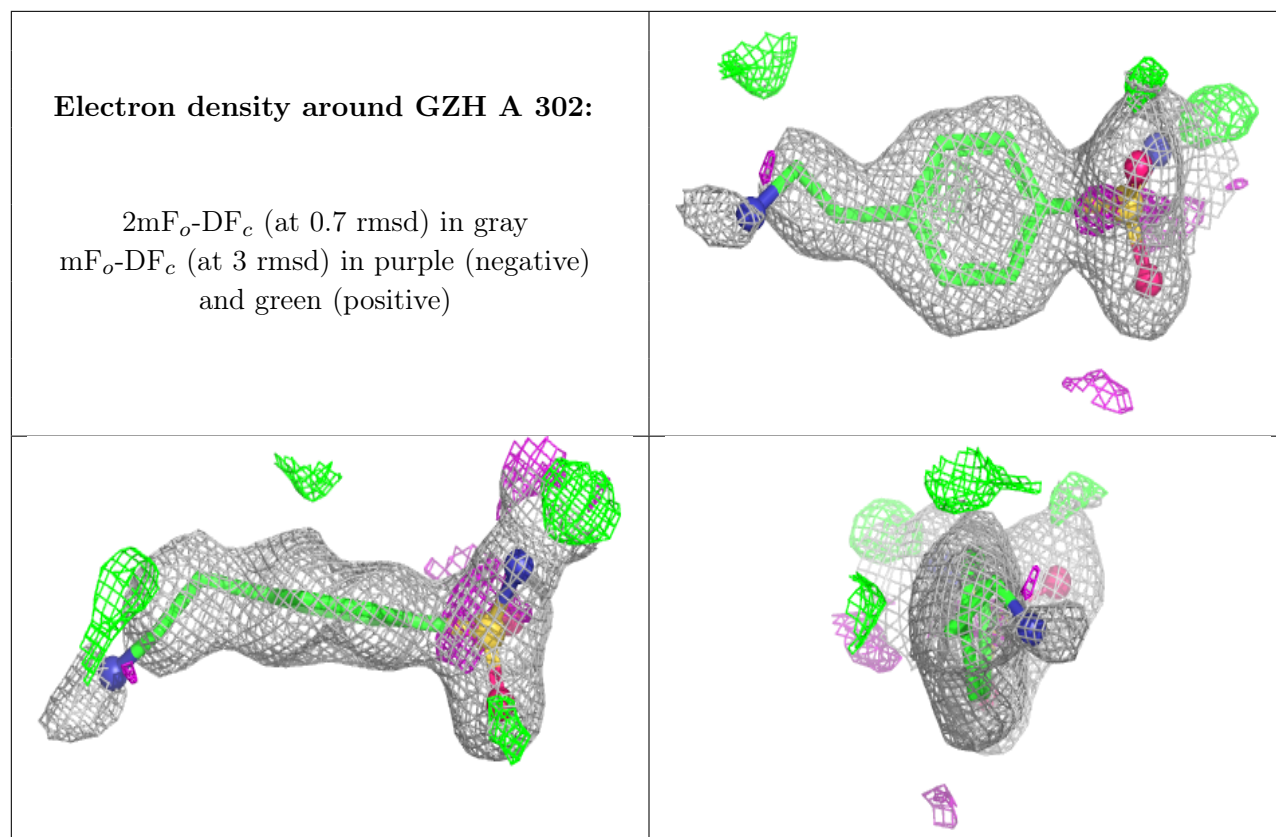 Electron density around GZH A 302:
2mFₒ-DF𝒸 (at 0.7 rmsd) in gray
mFₒ-DF𝒸 (at 3 rmsd) in purple (negative)
and green (positive)